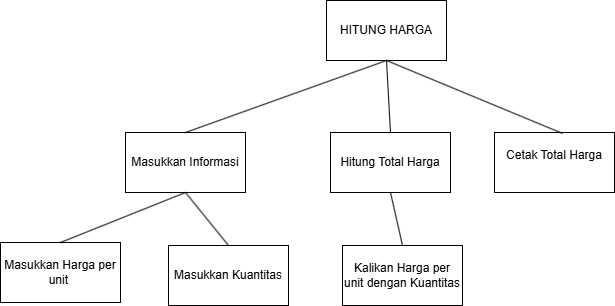 HITUNG HARGA
Masukkan Informasi
Hitung Total Harga
Cetak Total Harga
Masukkan Harga per
unit
Masukkan Kuantitas
Kalikan Harga per
unit dengan Kuantitas